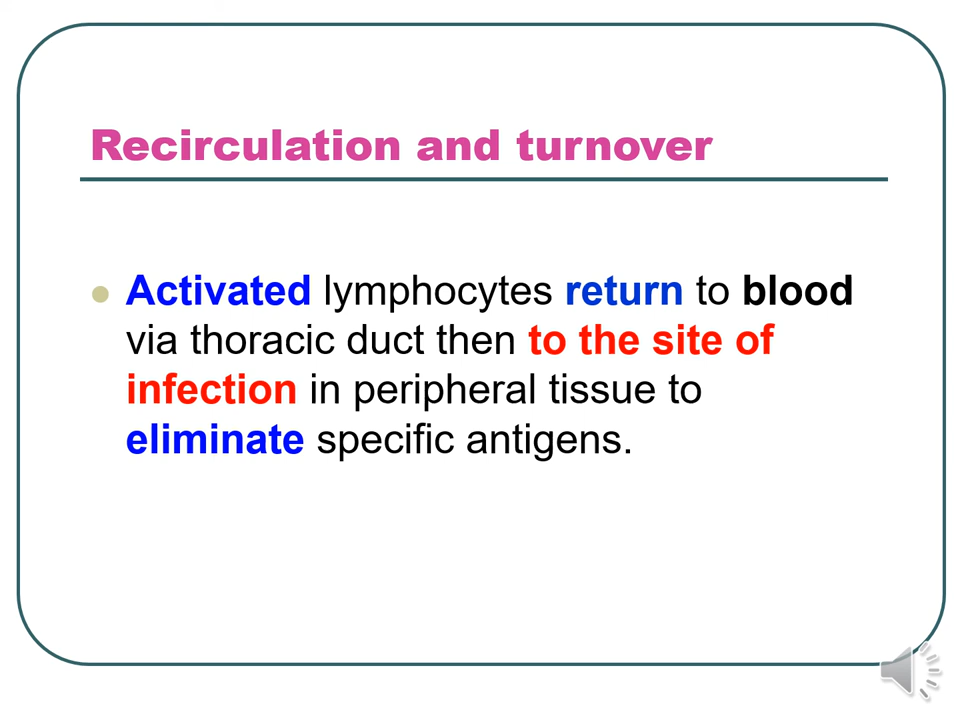 Recirculation and turnover
Activated lymphocytes return to blood
via thoracic duct then to the site of
infection in peripheral tissue to
eliminate specific antigens.